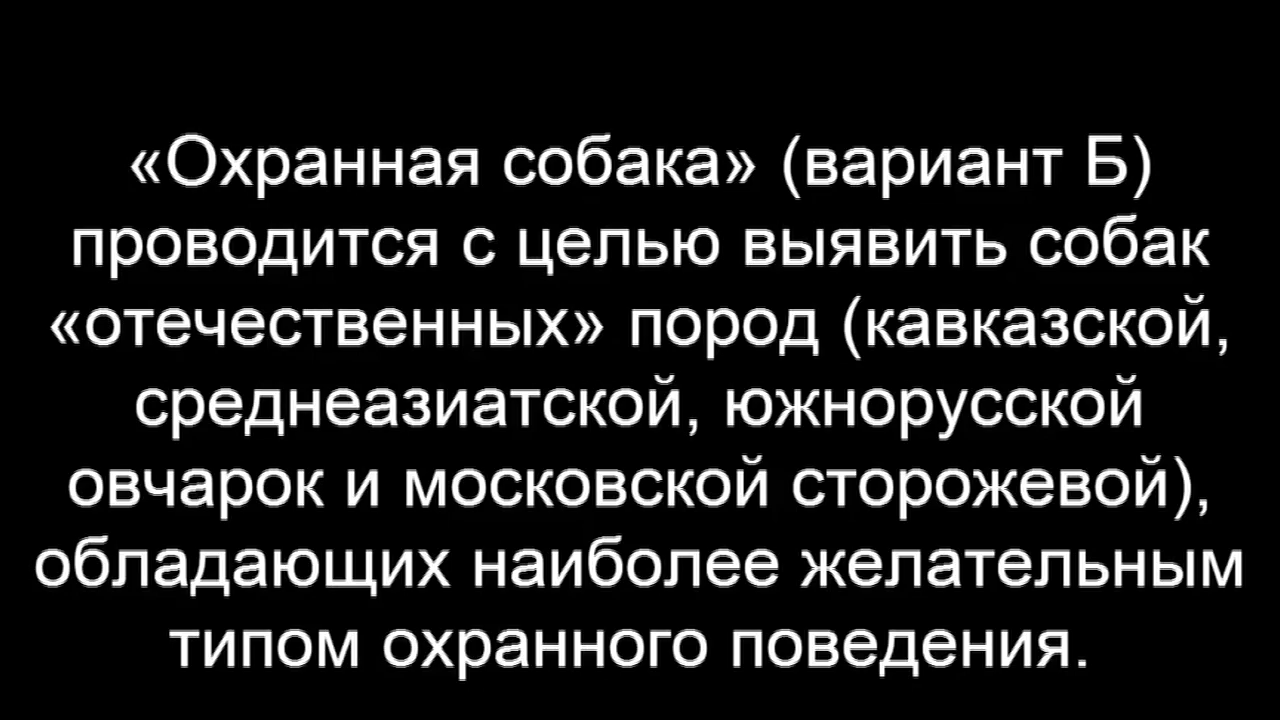 «Охранная собака» (вариант Б)
проводится с целью выявить собак
«отечественных» пород (кавказской,
среднеазиатской, южнорусской
овчарок и московской сторожевой),
обладающих наиболее желательным
типом охранного поведения.